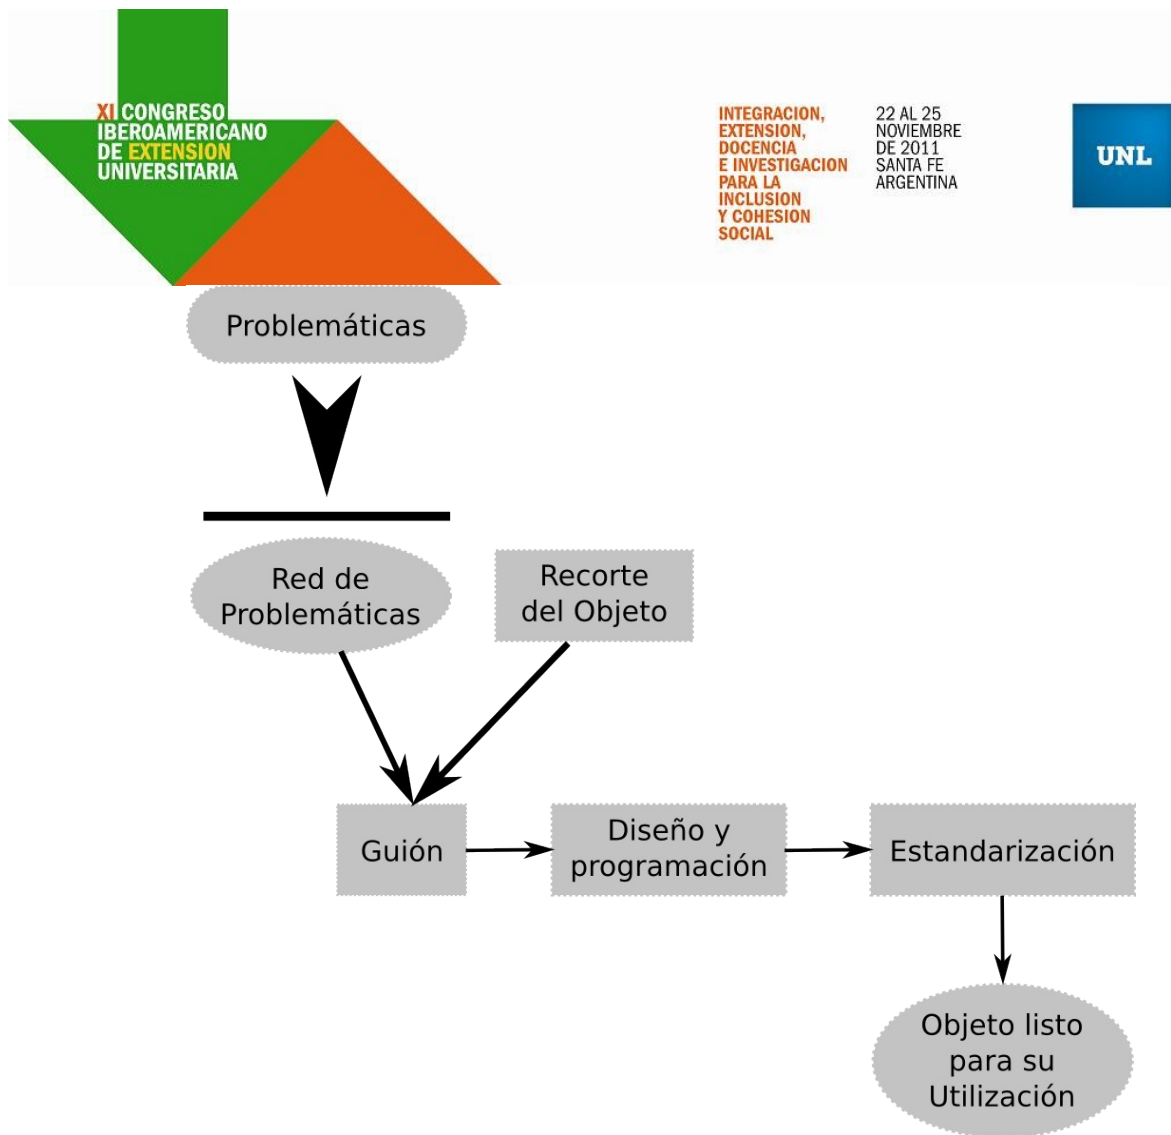 XI CONGRESO
IBEROAMERICANO
DE EXTENSION
UNIVERSITARIA
INTEGRACION,
EXTENSION,
DOCENCIA
E INVESTIGACION
PARA LA
INCLUSION
Y COHESION
SOCIAL
22 AL 25
NOVIEMBRE
DE 2011
SANTA FE
ARGENTINA
UNL
Problemáticas
Red de
Problemáticas
Recorte
del Objeto
Guión
Diseño y
programación
Estandarización
Objeto listo
para su
Utilización